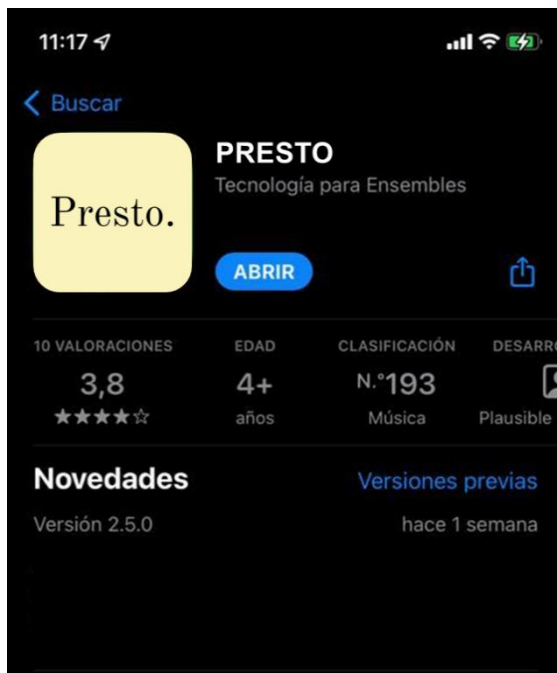 11:17
Buscar
Presto.
PRESTO
Tecnología para Ensembles
ABRIR
10 VALORACIONES
3,8
EDAD
4+
años
CLASIFICACIÓN
N.º193
Música
DESARRO
Plausible
Novedades
Versiones previas
Versión 2.5.0
hace 1 semana